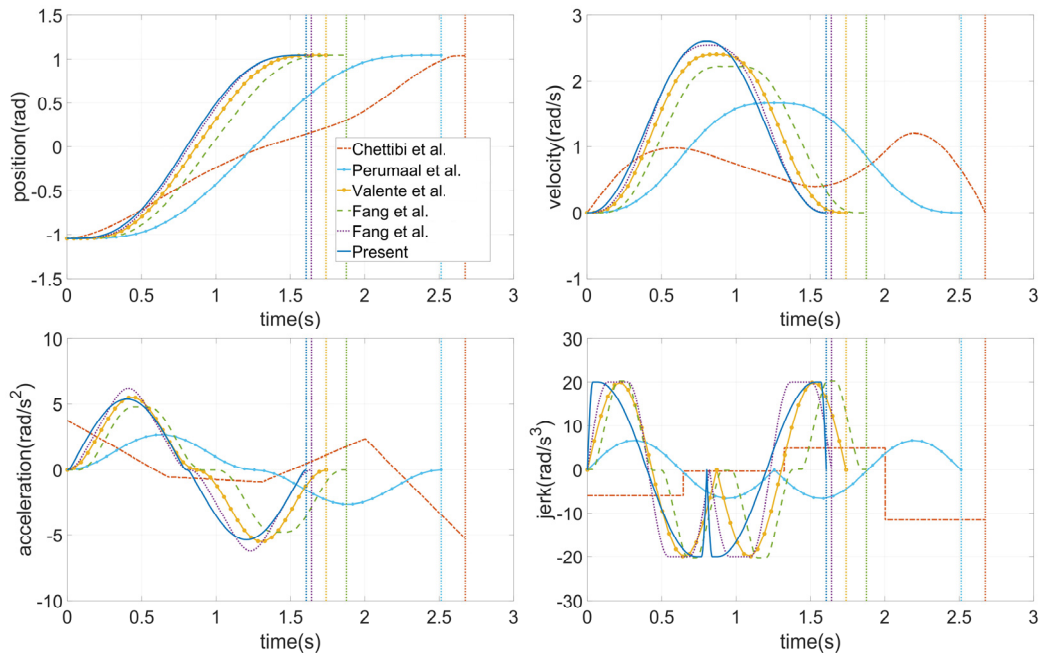 1.5
1
0.5
0
-0.5
-1
-1.5
position(rad)
0 0.5 1 1.5 2 2.5 3
time(s)
Chettibi et al.
Perumaal et al.
Valente et al.
Fang et al.
Fang et al.
Present
3
2
1
0
-1
velocity(rad/s)
0 0.5 1 1.5 2 2.5 3
time(s)
10
5
0
-5
-10
acceleration(rad/s²)
0 0.5 1 1.5 2 2.5 3
time(s)
30
20
10
0
-10
-20
-30
jerk(rad/s³)
0 0.5 1 1.5 2 2.5 3
time(s)